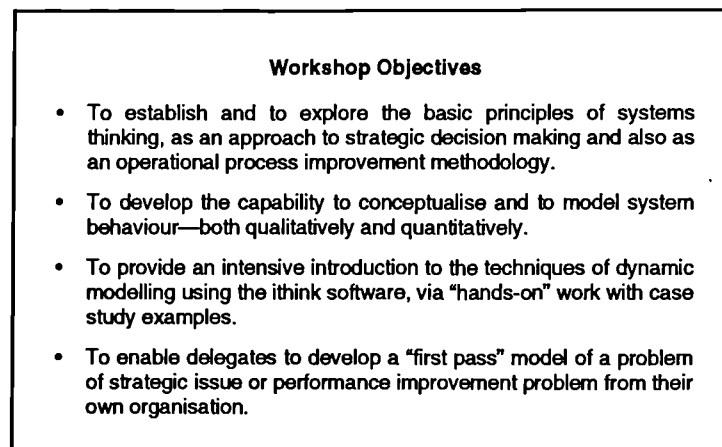 Workshop Objectives
• To establish and to explore the basic principles of systems
thinking, as an approach to strategic decision making and also as
an operational process improvement methodology.
• To develop the capability to conceptualise and to model system
behaviour—both qualitatively and quantitatively.
• To provide an intensive introduction to the techniques of dynamic
modelling using the ithink software, via "hands-on" work with case
study examples.
• To enable delegates to develop a "first pass" model of a problem
of strategic issue or performance improvement problem from their
own organisation.